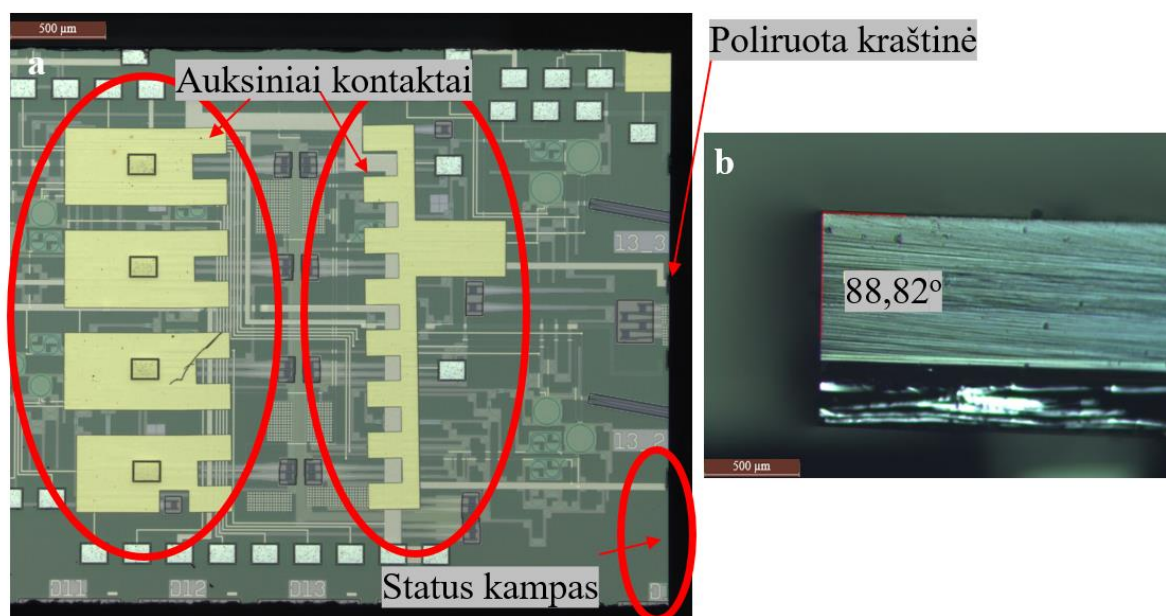 500 µm
a
Auksiniai kontaktai
Poliruota kraštinė
b
13_3
88,82°
13_2
500 µm
Status kampas
D11
D12
D13